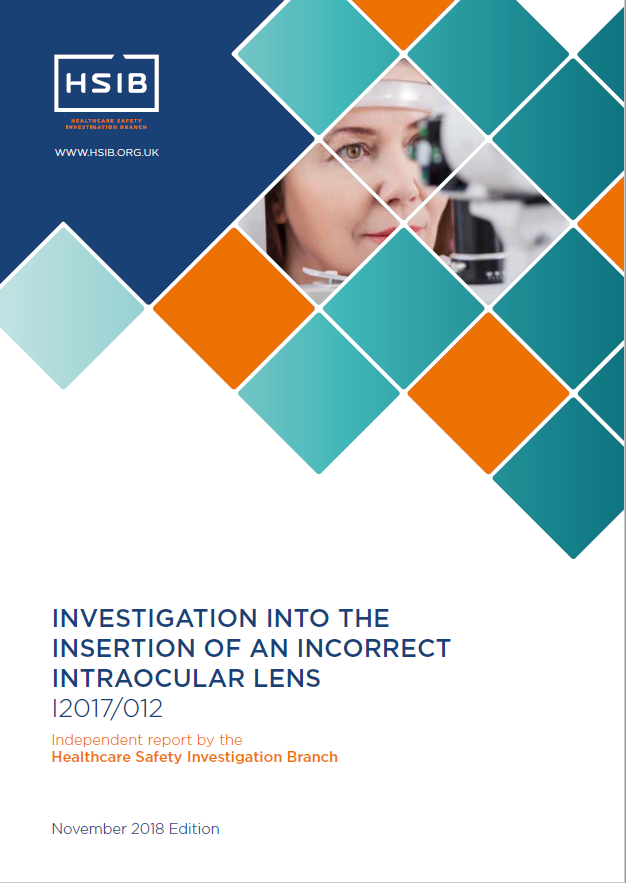 HSIB
HEALTHCARE SAFETY
INVESTIGATION BRANCH
WWW.HSIB.ORG.UK
INVESTIGATION INTO THE
INSERTION OF AN INCORRECT
INTRAOCULAR LENS
I2017/012
Independent report by the
Healthcare Safety Investigation Branch
November 2018 Edition